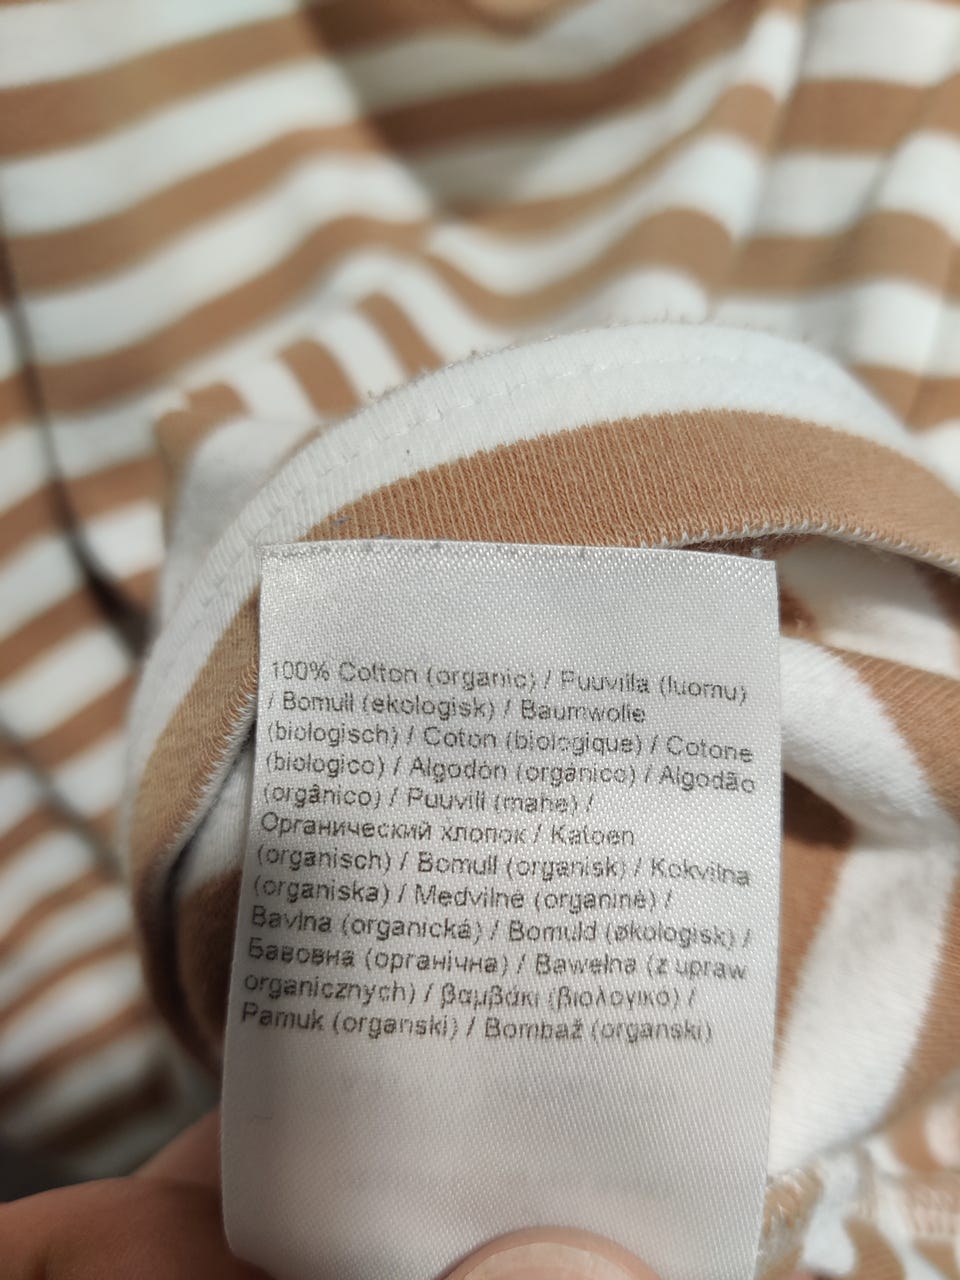 100% Cotton (organic) / Puuvilla (luomu)
/ Bomull (ekologisk) / Baumwolle
(biologisch) / Coton (biologique) / Cotone
(biologico) / Algodón (orgánico) / Algodão
(orgânico) / Puuvill (mahe) /
Органический хлопок / Katoen
(organisch) / Bomull (organisk) / Kokvilna
(organiska) / Medvilnė (organinė) /
Bavlna (organická) / Bomuld (økologisk) /
Бавовна (органічна) / Bawełna (z upraw
organicznych) / βαμβάκι (βιολογικό) /
Pamuk (organski) / Bombaž (organski)